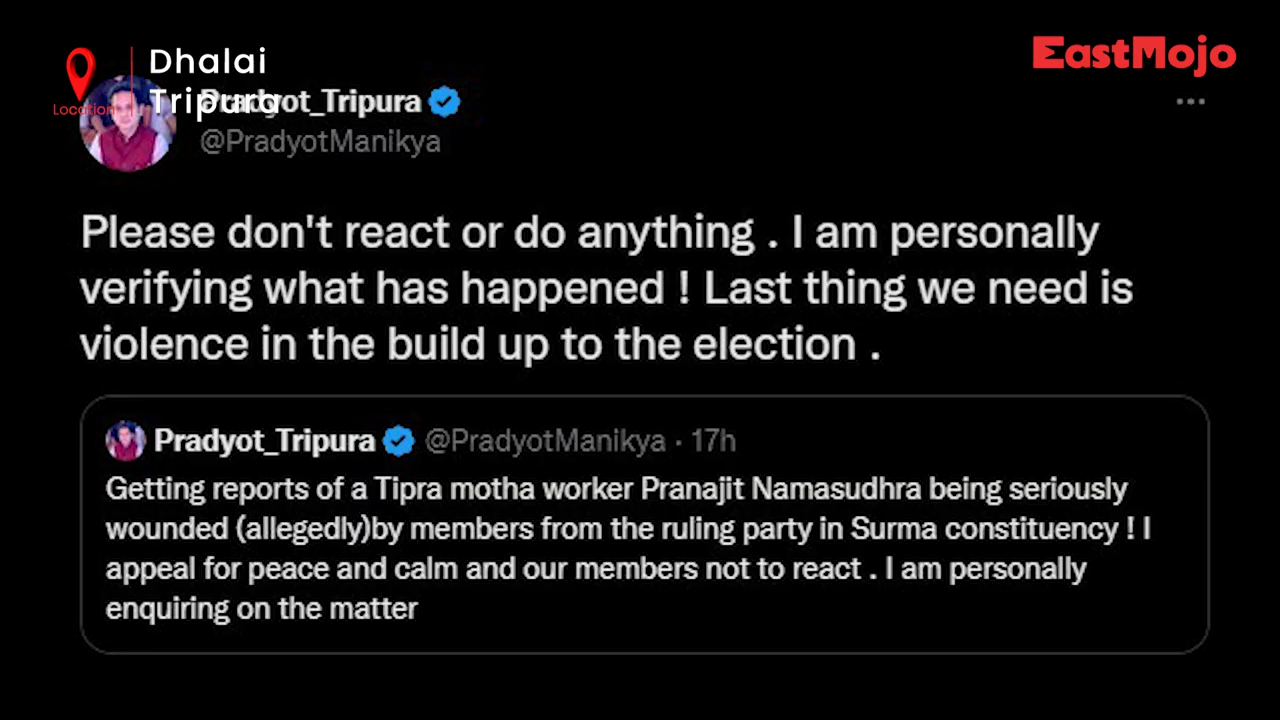 Dhalai
EastMojo
Tripura
Location
Pradyot_Tripura
@PradyotManikya
Please don't react or do anything . I am personally
verifying what has happened ! Last thing we need is
violence in the build up to the election .
Pradyot_Tripura @PradyotManikya · 17h
Getting reports of a Tipra motha worker Pranajit Namasudhra being seriously
wounded (allegedly)by members from the ruling party in Surma constituency ! I
appeal for peace and calm and our members not to react . I am personally
enquiring on the matter